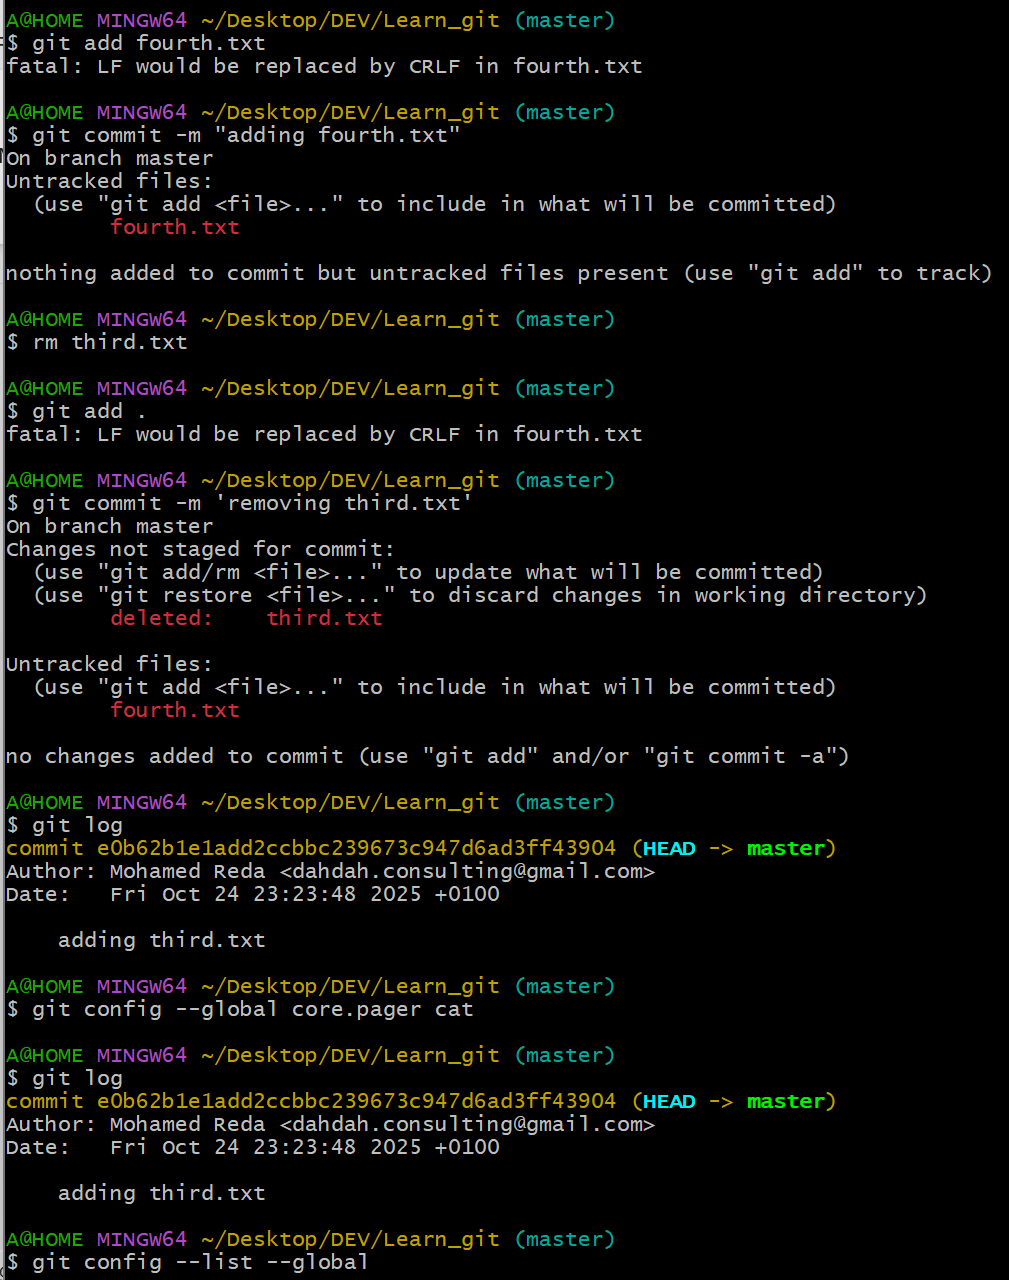 A@HOME MINGW64 ~/Desktop/DEV/Learn_git (master)
$ git add fourth.txt
fatal: LF would be replaced by CRLF in fourth.txt

A@HOME MINGW64 ~/Desktop/DEV/Learn_git (master)
$ git commit -m "adding fourth.txt"
On branch master
Untracked files:
  (use "git add <file>..." to include in what will be committed)
        fourth.txt

nothing added to commit but untracked files present (use "git add" to track)

A@HOME MINGW64 ~/Desktop/DEV/Learn_git (master)
$ rm third.txt

A@HOME MINGW64 ~/Desktop/DEV/Learn_git (master)
$ git add .
fatal: LF would be replaced by CRLF in fourth.txt

A@HOME MINGW64 ~/Desktop/DEV/Learn_git (master)
$ git commit -m 'removing third.txt'
On branch master
Changes not staged for commit:
  (use "git add/rm <file>..." to update what will be committed)
  (use "git restore <file>..." to discard changes in working directory)
        deleted:    third.txt

Untracked files:
  (use "git add <file>..." to include in what will be committed)
        fourth.txt

no changes added to commit (use "git add" and/or "git commit -a")

A@HOME MINGW64 ~/Desktop/DEV/Learn_git (master)
$ git log
commit e0b62b1e1add2ccbbc239673c947d6ad3ff43904 (HEAD -> master)
Author: Mohamed Reda <dahdah.consulting@gmail.com>
Date:   Fri Oct 24 23:23:48 2025 +0100

    adding third.txt

A@HOME MINGW64 ~/Desktop/DEV/Learn_git (master)
$ git config --global core.pager cat

A@HOME MINGW64 ~/Desktop/DEV/Learn_git (master)
$ git log
commit e0b62b1e1add2ccbbc239673c947d6ad3ff43904 (HEAD -> master)
Author: Mohamed Reda <dahdah.consulting@gmail.com>
Date:   Fri Oct 24 23:23:48 2025 +0100

    adding third.txt

A@HOME MINGW64 ~/Desktop/DEV/Learn_git (master)
$ git config --list --global